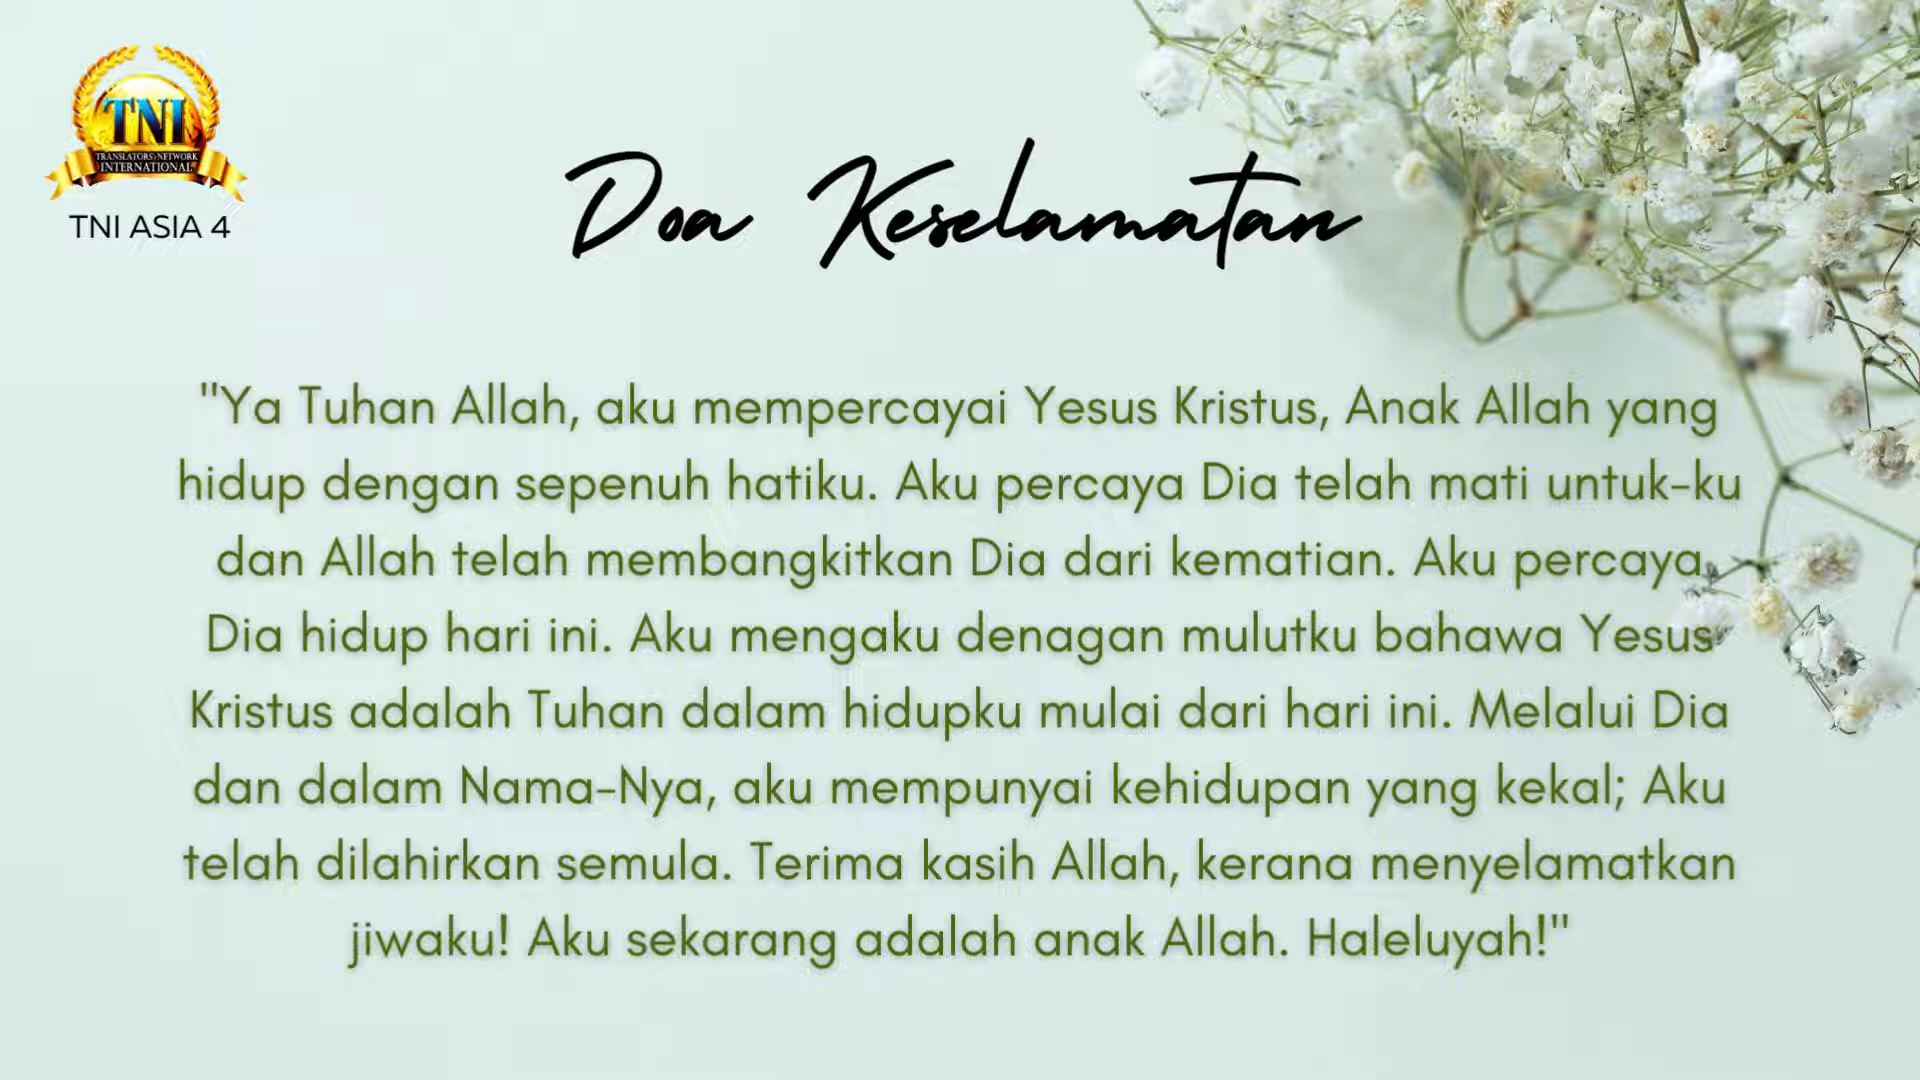 TNI
TRANSLATORS NETWORK
INTERNATIONAL
TNI ASIA 4
Doa Keselamatan
"Ya Tuhan Allah, aku mempercayai Yesus Kristus, Anak Allah yang
hidup dengan sepenuh hatiku. Aku percaya Dia telah mati untuk-ku
dan Allah telah membangkitkan Dia dari kematian. Aku percaya
Dia hidup hari ini. Aku mengaku denagan mulutku bahawa Yesus
Kristus adalah Tuhan dalam hidupku mulai dari hari ini. Melalui Dia
dan dalam Nama-Nya, aku mempunyai kehidupan yang kekal; Aku
telah dilahirkan semula. Terima kasih Allah, kerana menyelamatkan
jiwaku! Aku sekarang adalah anak Allah. Haleluyah!"